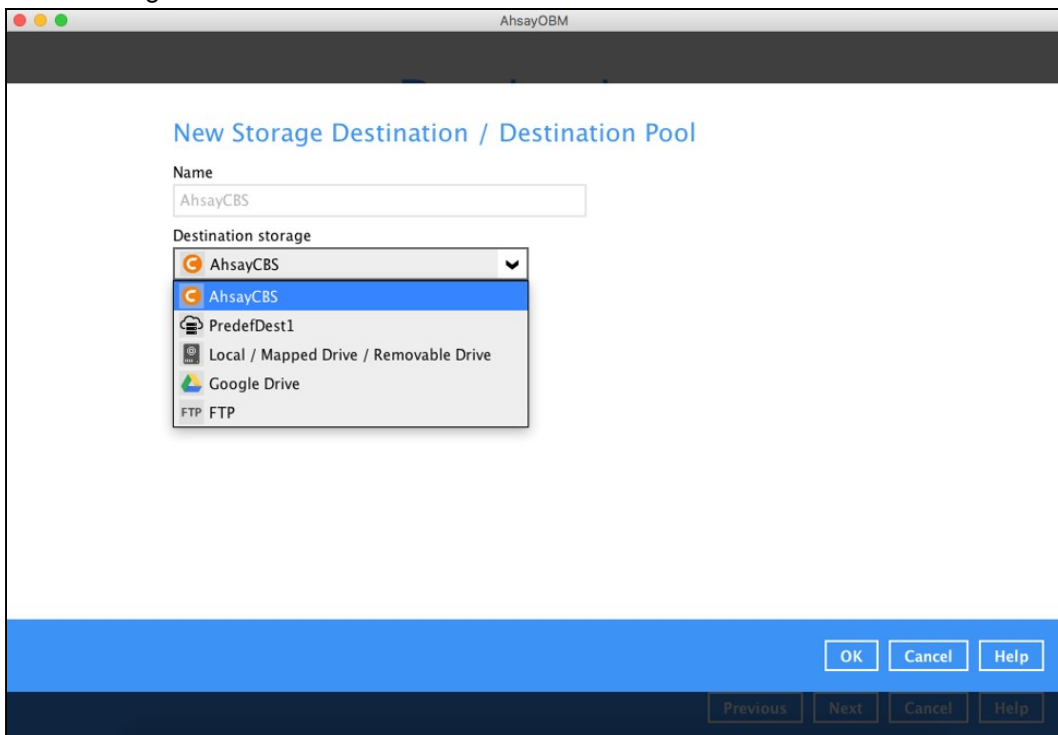 AhsayOBM
New Storage Destination / Destination Pool
Name
AhsayCBS
Destination storage
AhsayCBS
AhsayCBS
PredefDest1
Local / Mapped Drive / Removable Drive
Google Drive
FTP FTP
OK Cancel Help
Previous Next Cancel Help